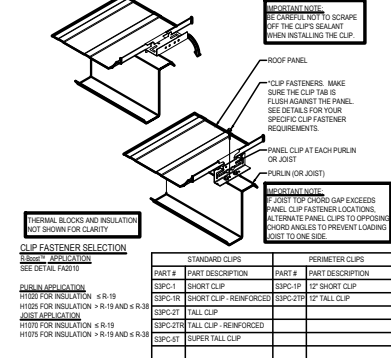 IMPORTANT NOTE:
BE CAREFUL NOT TO SCRAPE
OFF THE CLIP'S SEALANT
WHEN INSTALLING THE CLIP.
ROOF PANEL
*CLIP FASTENERS. MAKE
SURE THE CLIP TAB IS
FLUSH AGAINST THE PANEL.
SEE DETAILS FOR YOUR
SPECIFIC CLIP FASTENER
REQUIREMENTS.
PANEL CLIP AT EACH PURLIN
OR JOIST
PURLIN (OR JOIST)
IMPORTANT NOTE:
IF JOIST TOP CHORD GAP EXCEEDS
PANEL CLIP FASTENER LOCATIONS,
ALTERNATE PANEL CLIPS TO OPPOSING
CHORD ANGLES TO PREVENT LOADING
JOIST TO ONE SIDE.
THERMAL BLOCKS AND INSULATION
NOT SHOWN FOR CLARITY
CLIP FASTENER SELECTION
R-Boost™ APPLICATION
SEE DETAIL FA2010
PURLIN APPLICATION
H1020 FOR INSULATION ≤ R-19
H1025 FOR INSULATION > R-19 AND ≤ R-38
JOIST APPLICATION
H1070 FOR INSULATION ≤ R-19
H1075 FOR INSULATION > R-19 AND ≤ R-38
STANDARD CLIPS PERIMETER CLIPS
PART # PART DESCRIPTION PART # PART DESCRIPTION
S3PC-1 SHORT CLIP S3PC-1P 12" SHORT CLIP
S3PC-1R SHORT CLIP - REINFORCED S3PC-2TP 12" TALL CLIP
S3PC-2T TALL CLIP
S3PC-2TR TALL CLIP - REINFORCED
S3PC-5T SUPER TALL CLIP